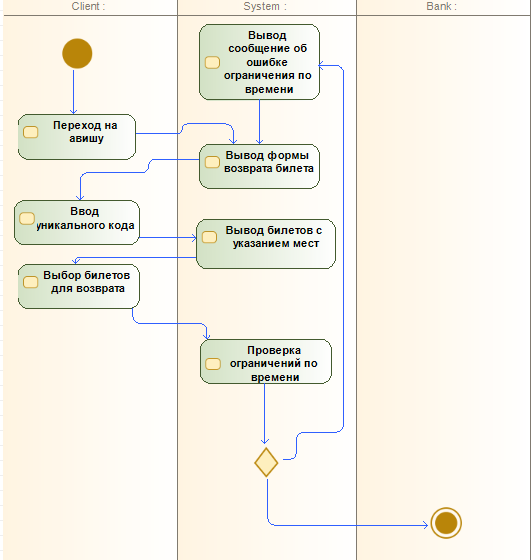 Client :
System :
Bank :
Вывод
сообщение об
ошибке
ограничения по
времени
Переход на
авишу
Вывод формы
возврата билета
Ввод
уникального кода
Вывод билетов с
указанием мест
Выбор билетов
для возврата
Проверка
ограничений по
времени